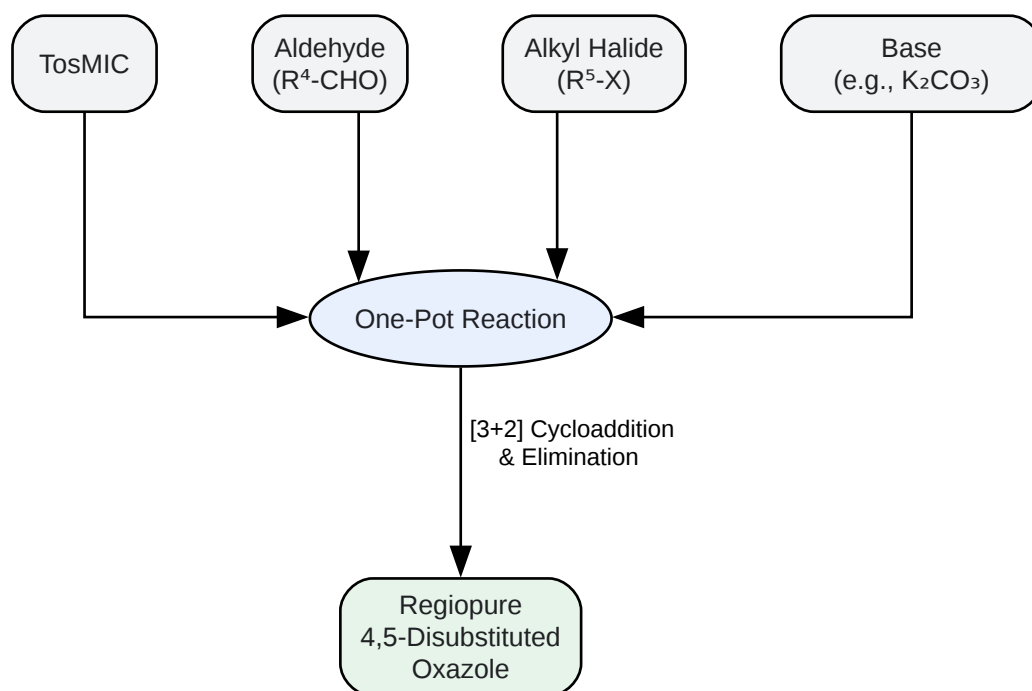 TosMIC
Aldehyde
(R⁴-CHO)
Alkyl Halide
(R⁵-X)
Base
(e.g., K₂CO₃)
One-Pot Reaction
[3+2] Cycloaddition
& Elimination
Regiopure
4,5-Disubstituted
Oxazole